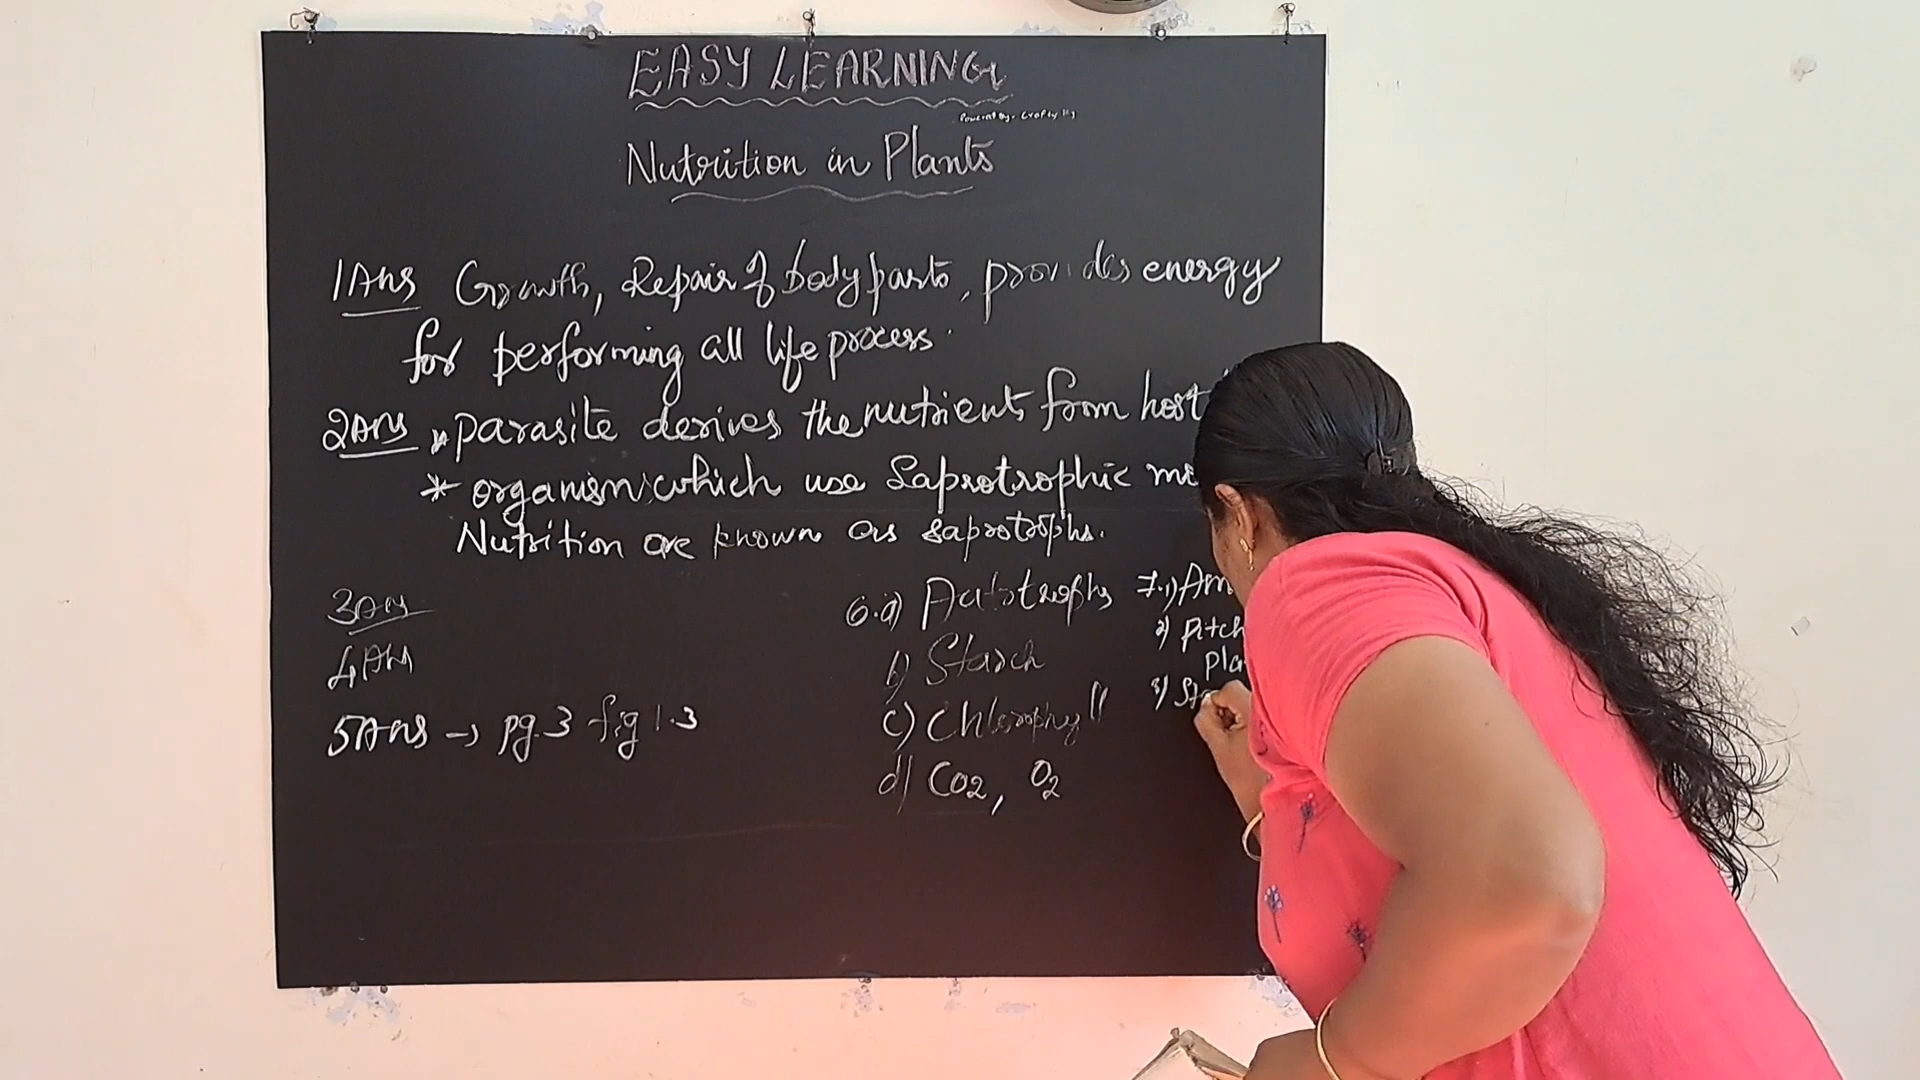 EASY LEARNING
Powered By. Crafty
Nutrition in Plants
1Ans Growth, Repair of body parts, provides energy
for performing all life process.
2Ans * parasite derives the nutrients from host
* organism which use Saprotrophic mo
Nutrition are known as saprotrophs.
3Ans
4Ans
5Ans → pg.3 fig 1.3
6.a) Autotrophs
b) Starch
c) Chlorophyll
d) CO2, O2
7.1) Am
2) Pitch
pla
3) St